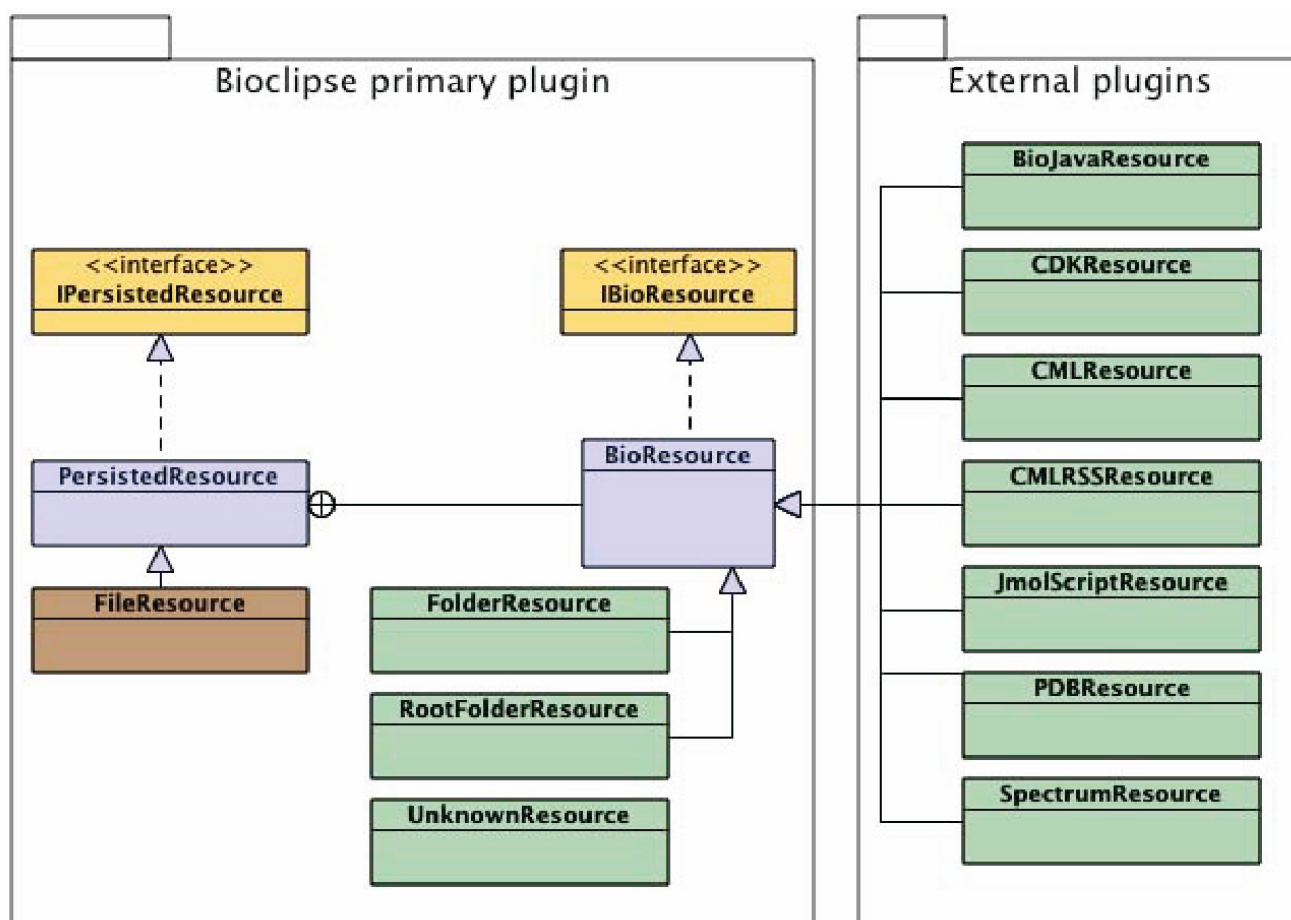 Bioclipse primary plugin
<<interface>>
IPersistedResource
<<interface>>
IBioResource
PersistedResource
BioResource
FileResource
FolderResource
RootFolderResource
UnknownResource
External plugins
BioJavaResource
CDKResource
CMLResource
CMLRSSResource
JmolScriptResource
PDBResource
SpectrumResource